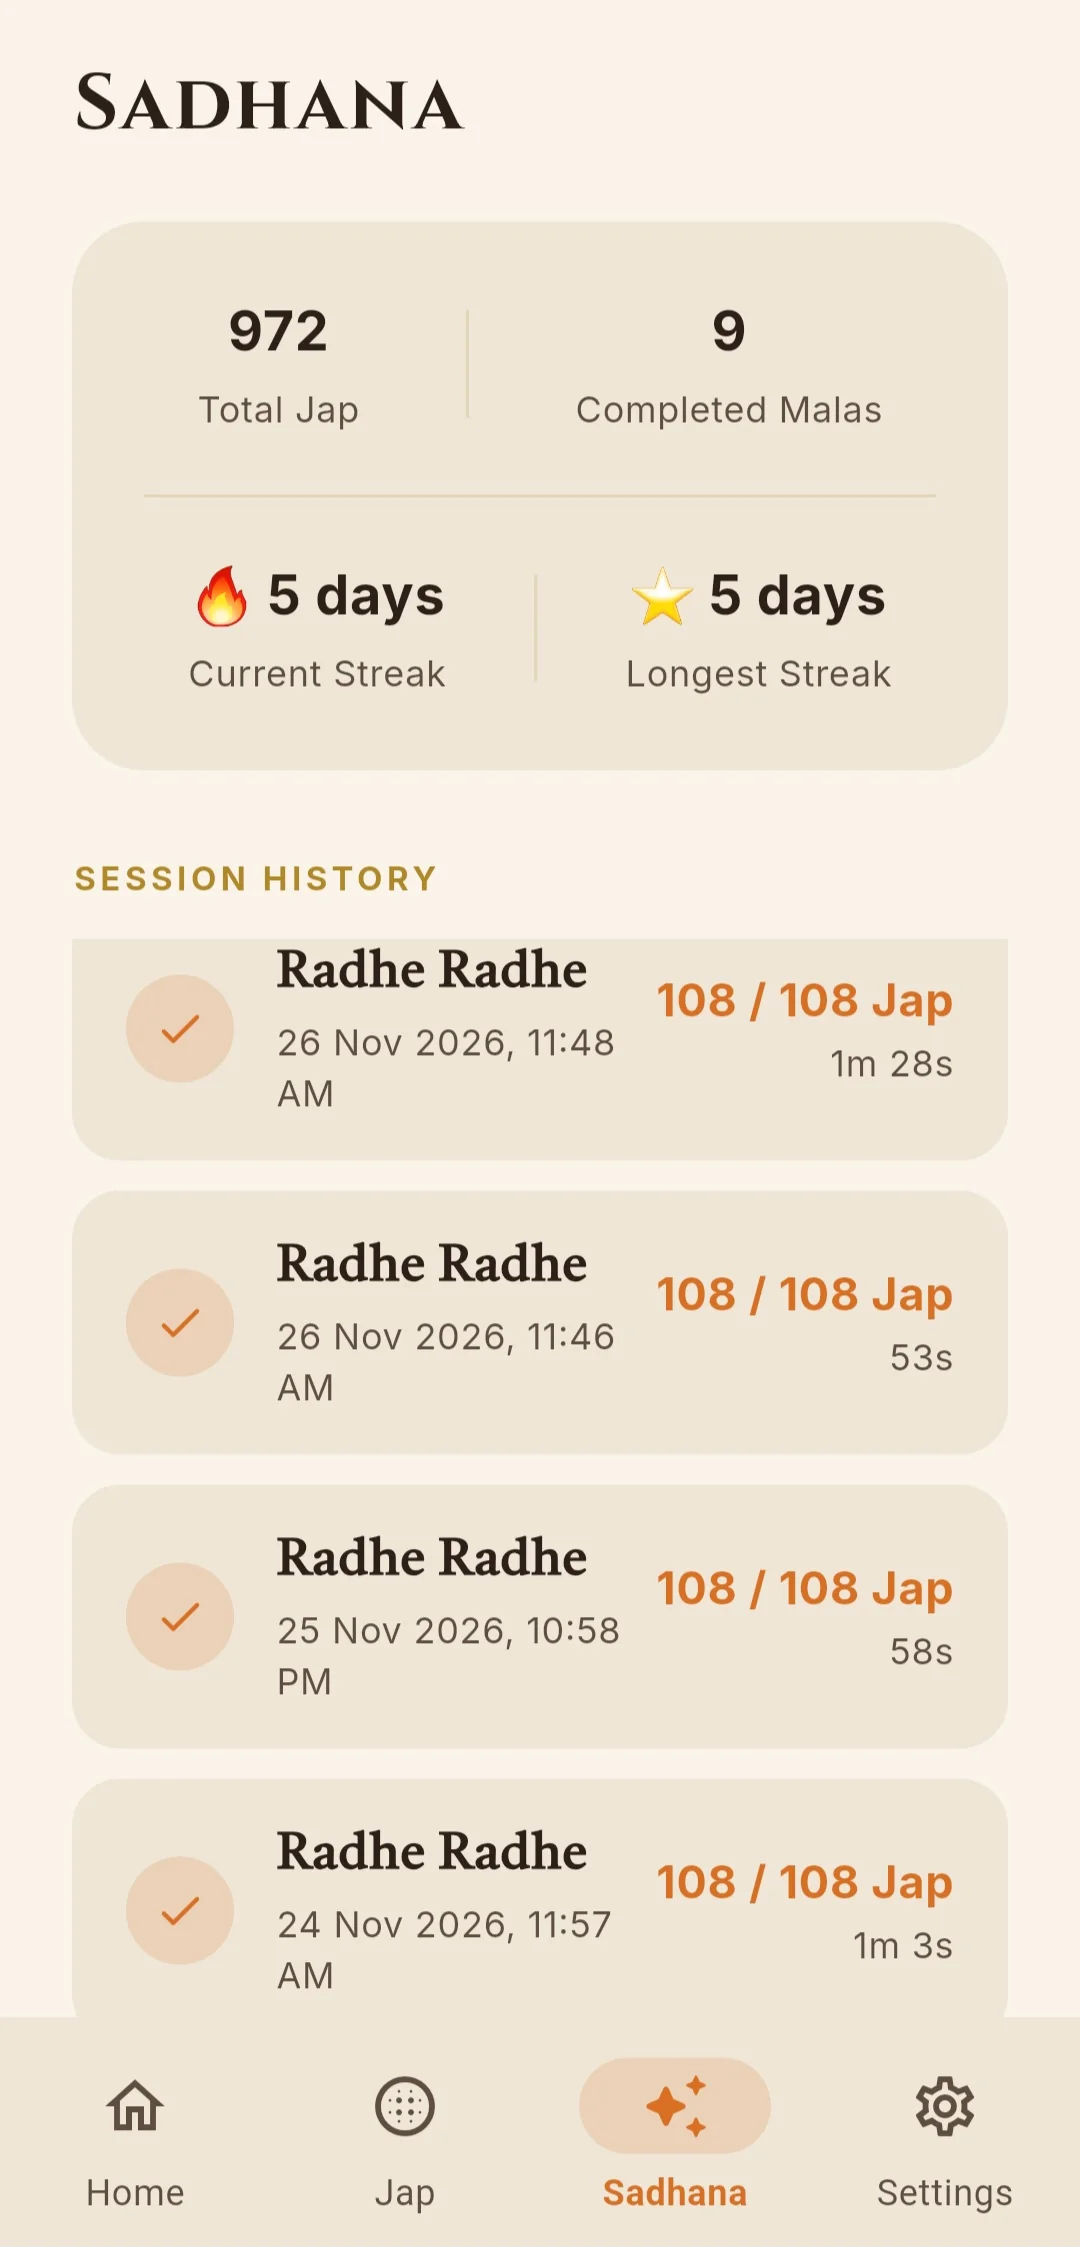 SADHANA
972
9
Total Jap
Completed Malas
🔥 5 days
⭐ 5 days
Current Streak
Longest Streak
SESSION HISTORY
Radhe Radhe
108 / 108 Jap
26 Nov 2026, 11:48
AM
1m 28s
Radhe Radhe
108 / 108 Jap
26 Nov 2026, 11:46
AM
53s
Radhe Radhe
108 / 108 Jap
25 Nov 2026, 10:58
PM
58s
Radhe Radhe
108 / 108 Jap
24 Nov 2026, 11:57
AM
1m 3s
Home
Jap
Sadhana
Settings